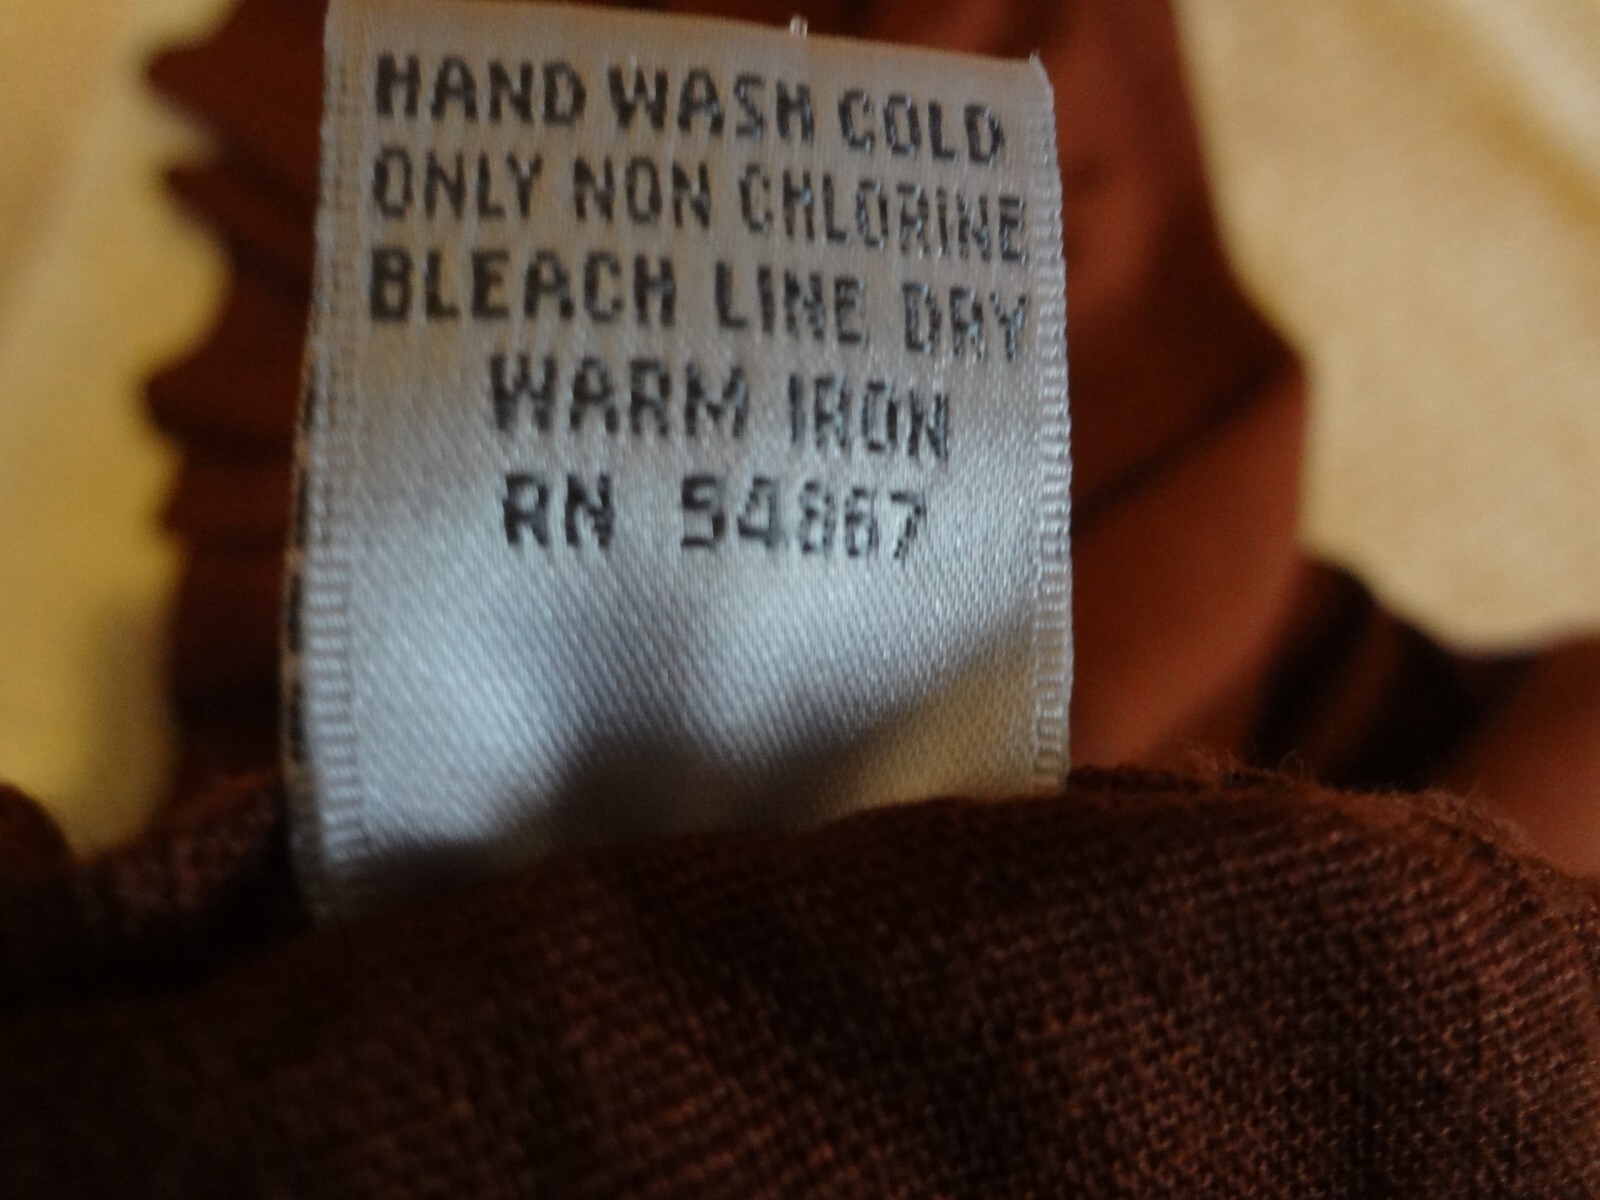 HAND WASH COLD
ONLY NON CHLORINE
BLEACH LINE DRY
WARM IRON
RN 54867